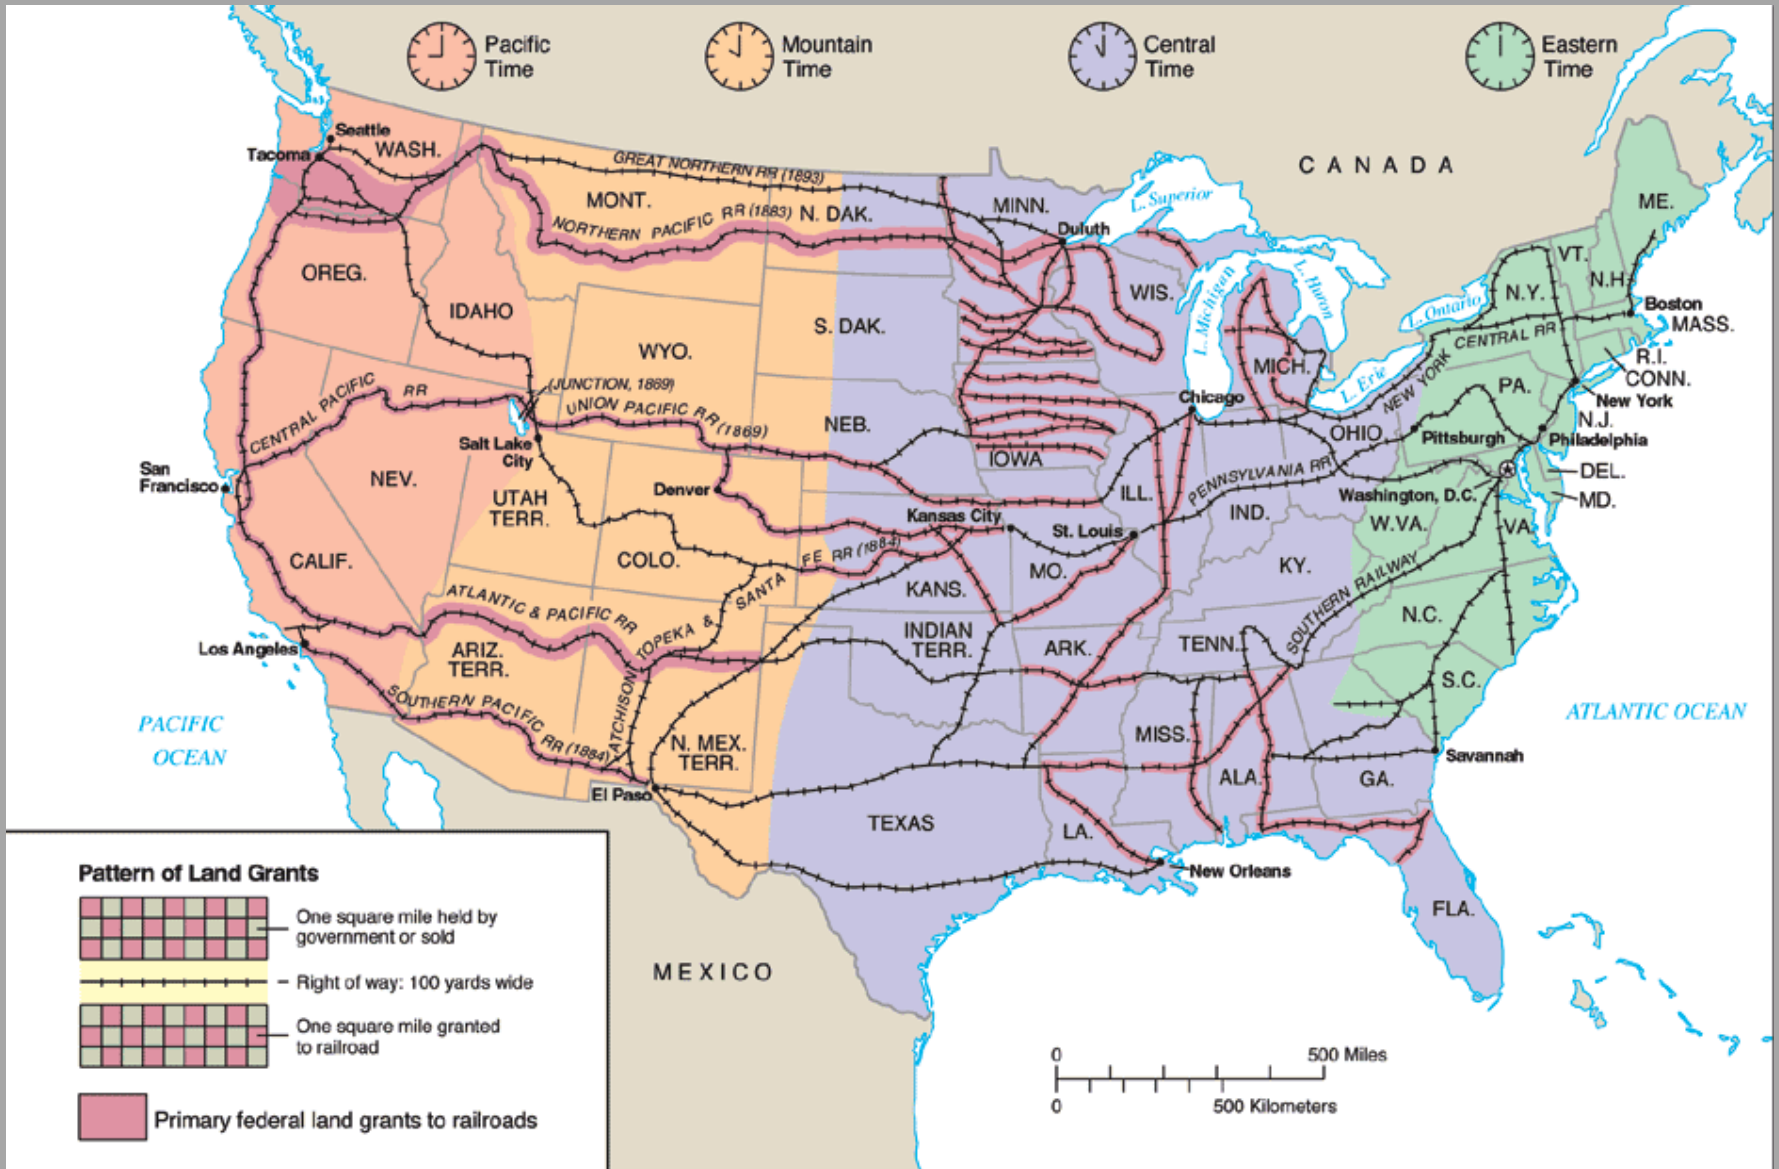 Pacific
Time
Mountain
Time
Central
Time
Eastern
Time
CANADA
Seattle
Tacoma
WASH.
GREAT NORTHERN RR (1893)
MONT.
NORTHERN PACIFIC RR (1883)
N. DAK.
MINN.
L. Superior
Duluth
ME.
VT.
N.H.
OREG.
IDAHO
S. DAK.
WIS.
L. Michigan
L. Huron
L. Ontario
N.Y.
Boston
MASS.
WYO.
MICH.
L. Erie
NEW YORK CENTRAL RR
R.I.
CONN.
CENTRAL PACIFIC RR
(JUNCTION, 1869)
UNION PACIFIC RR (1869)
NEB.
Chicago
PA.
New York
N.J.
Salt Lake
City
IOWA
OHIO
Pittsburgh
Philadelphia
San
Francisco
NEV.
UTAH
TERR.
Denver
ILL.
PENNSYLVANIA RR
Washington, D.C.
DEL.
MD.
Kansas City
St. Louis
IND.
W.VA.
VA.
CALIF.
COLO.
ATCHISON TOPEKA & SANTA FE RR (1884)
KANS.
MO.
KY.
SOUTHERN RAILWAY
ATLANTIC & PACIFIC RR
N.C.
Los Angeles
ARIZ.
TERR.
INDIAN
TERR.
ARK.
TENN.
S.C.
SOUTHERN PACIFIC RR (1884)
PACIFIC
OCEAN
N. MEX.
TERR.
MISS.
ATLANTIC OCEAN
Savannah
El Paso
ALA.
GA.
TEXAS
LA.
New Orleans
FLA.
MEXICO
Pattern of Land Grants
One square mile held by
government or sold
Right of way: 100 yards wide
One square mile granted
to railroad
Primary federal land grants to railroads
0 500 Miles
0 500 Kilometers